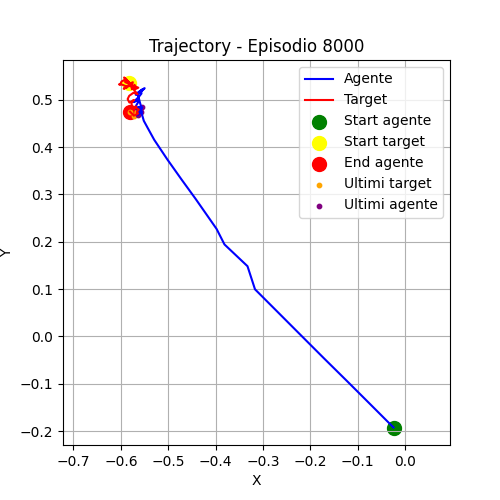 Trajectory - Episodio 8000
Agente
Target
Start agente
Start target
End agente
Ultimi target
Ultimi agente
0.5
0.4
0.3
0.2
0.1
0.0
−0.1
−0.2
Y
−0.7 −0.6 −0.5 −0.4 −0.3 −0.2 −0.1 0.0
X